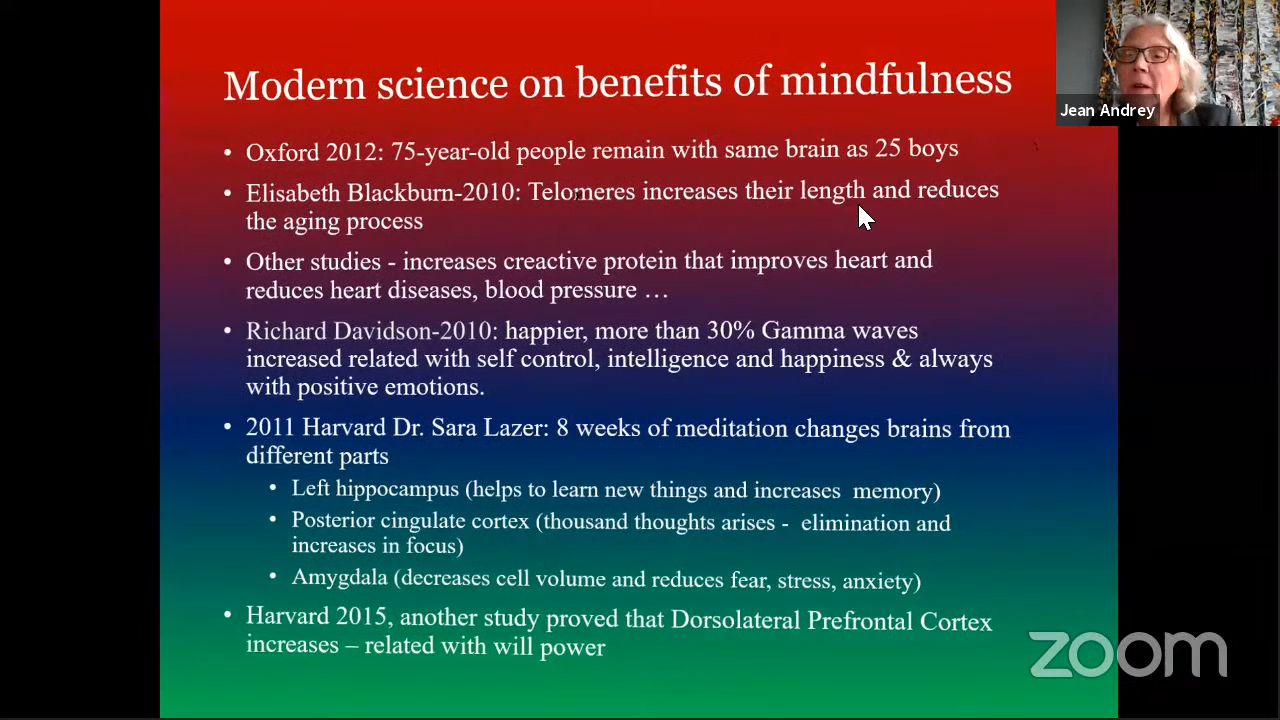 Modern science on benefits of mindfulness
Jean Andrey
• Oxford 2012: 75-year-old people remain with same brain as 25 boys
• Elisabeth Blackburn-2010: Telomeres increases their length and reduces
the aging process
• Other studies - increases creactive protein that improves heart and
reduces heart diseases, blood pressure …
• Richard Davidson-2010: happier, more than 30% Gamma waves
increased related with self control, intelligence and happiness & always
with positive emotions.
• 2011 Harvard Dr. Sara Lazer: 8 weeks of meditation changes brains from
different parts
• Left hippocampus (helps to learn new things and increases memory)
• Posterior cingulate cortex (thousand thoughts arises - elimination and
increases in focus)
• Amygdala (decreases cell volume and reduces fear, stress, anxiety)
• Harvard 2015, another study proved that Dorsolateral Prefrontal Cortex
increases – related with will power
zoom